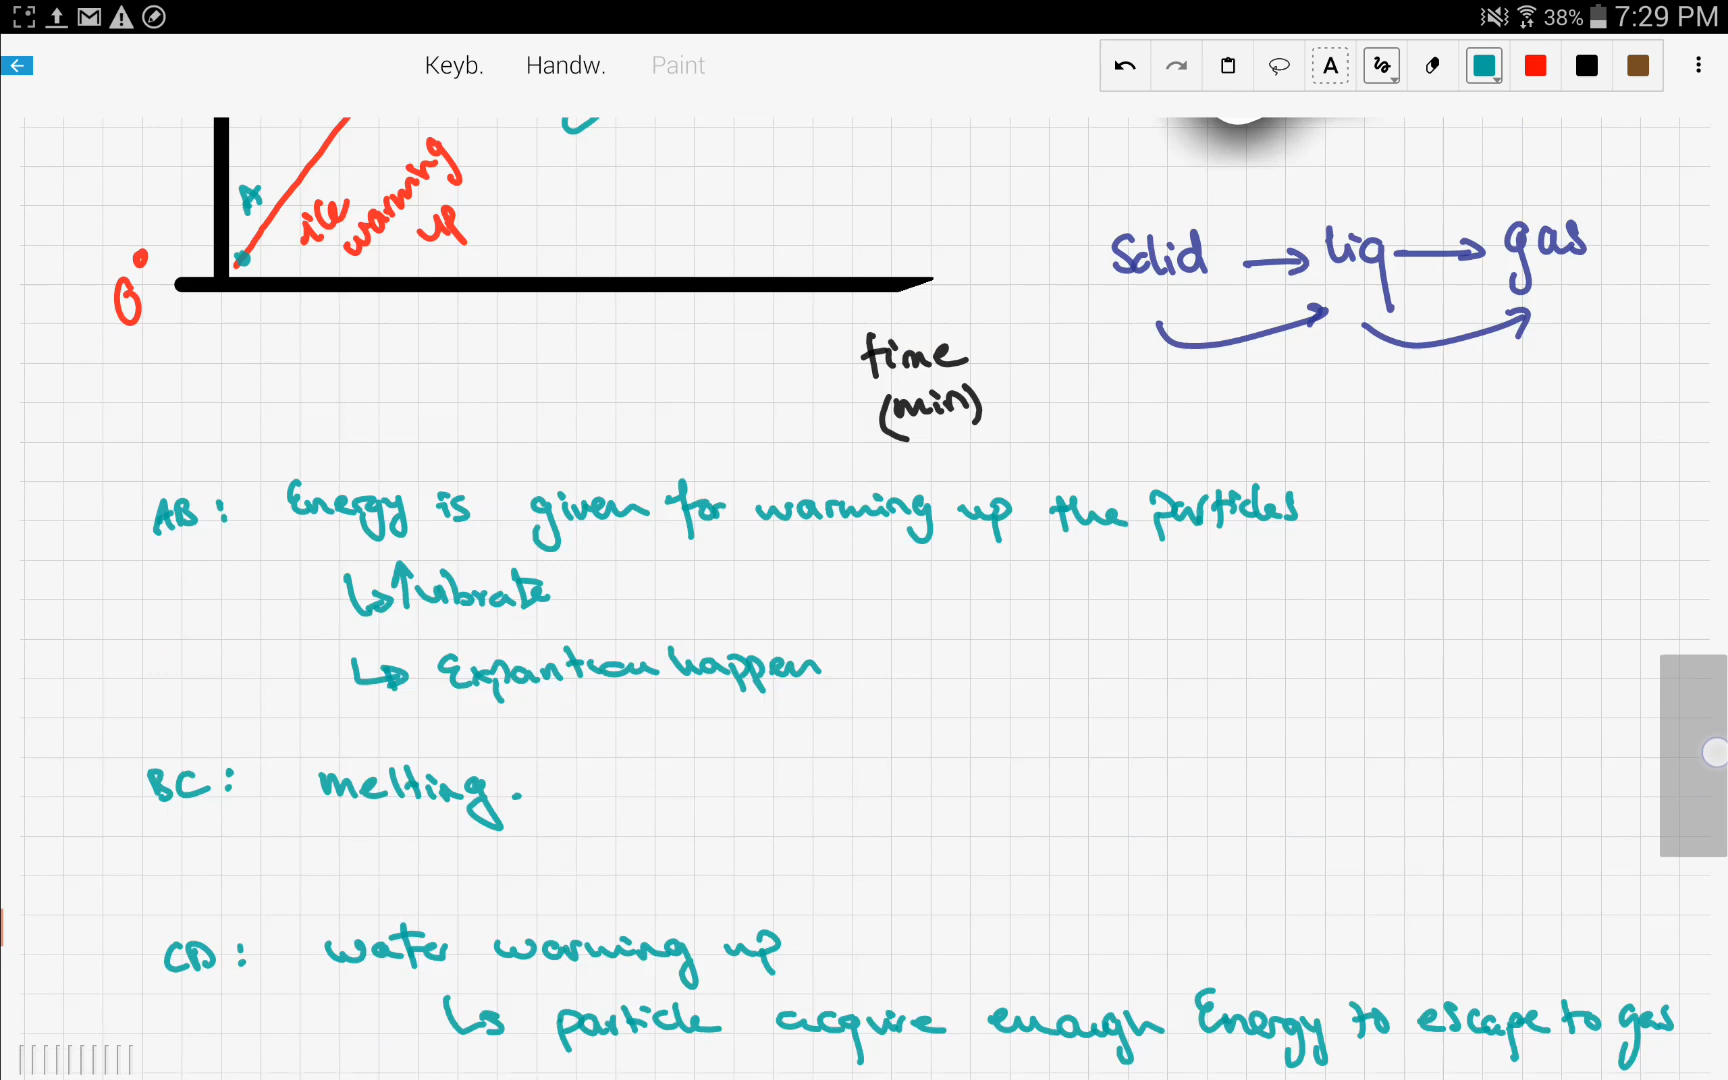 38% 7:29 PM
Keyb. Handw. Paint
A
A
ice warming up
0°
Solid → liq → gas
time
(min)
AB: Energy is given for warming up the particles
↳ ↑ vibrate
↳ Expantion happen
BC: melting.
CD: water warming up
↳ particle acquire enough Energy to escape to gas